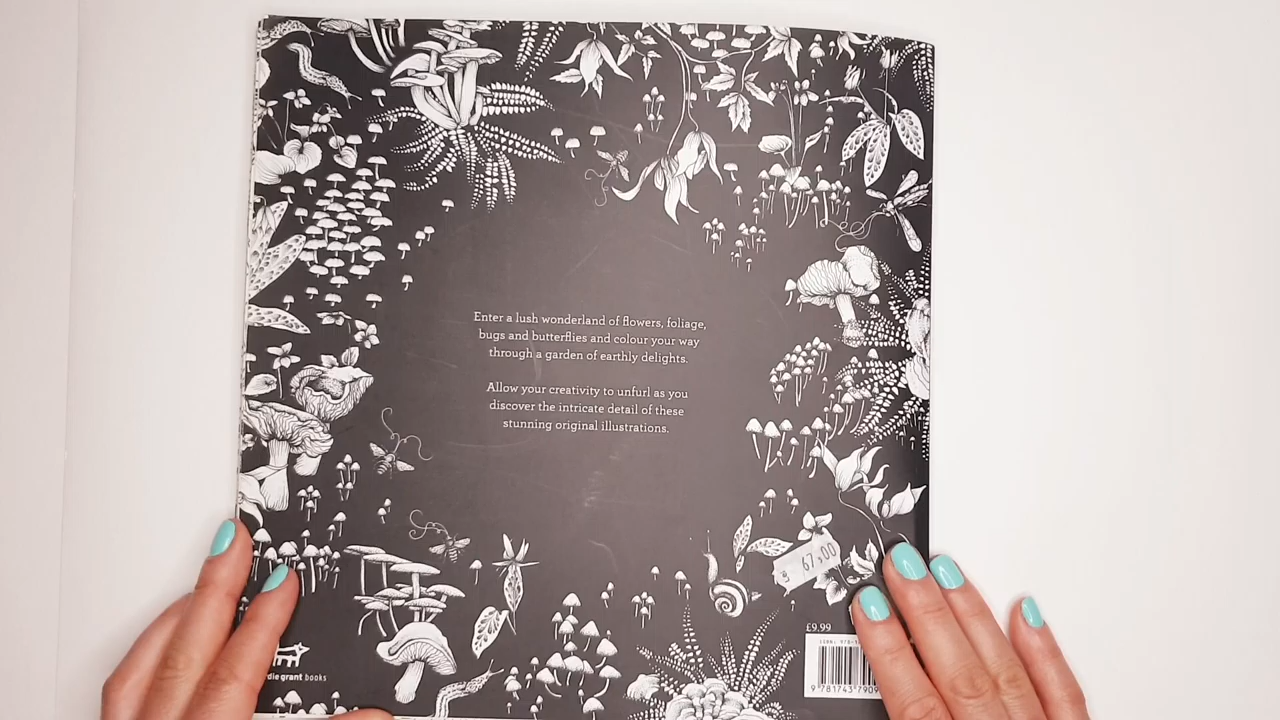 Enter a lush wonderland of flowers, foliage,
bugs and butterflies and colour your way
through a garden of earthly delights.
Allow your creativity to unfurl as you
discover the intricate detail of these
stunning original illustrations.
67,00
£9.99
books